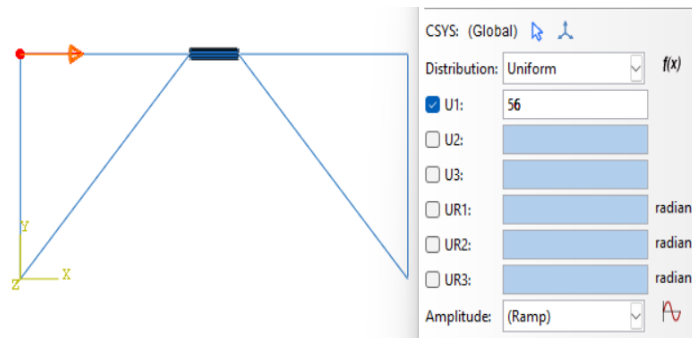 Y
X
Z
CSYS: (Global)
Distribution: Uniform f(x)
U1: 56
U2:
U3:
UR1: radian
UR2: radian
UR3: radian
Amplitude: (Ramp)